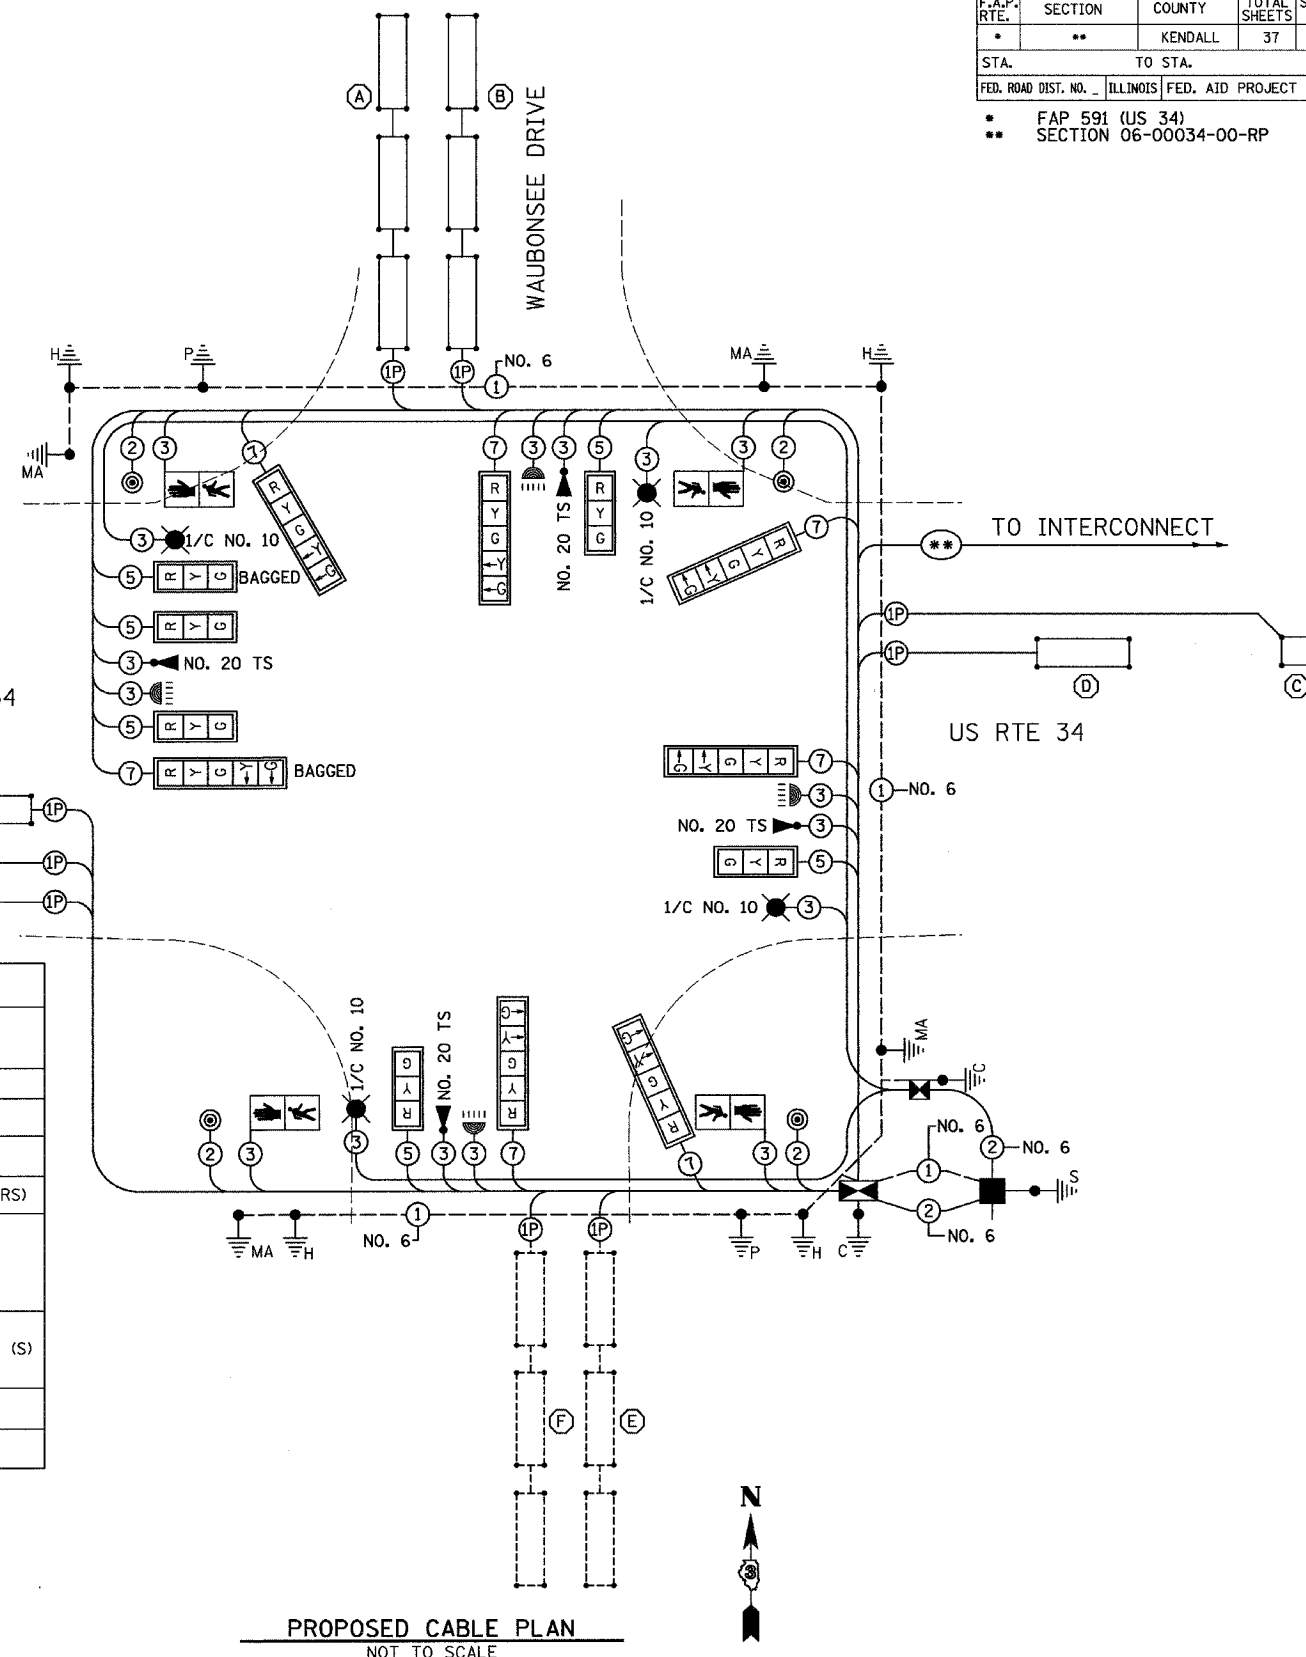 F.A.P. RTE. SECTION COUNTY TOTAL SHEETS
* ** KENDALL 37
STA. TO STA.
FED. ROAD DIST. NO. _ ILLINOIS FED. AID PROJECT
* FAP 591 (US 34)
** SECTION 06-00034-00-RP
A
B
WAUBONSEE DRIVE
H P MA H
1P 1P 1 NO. 6
MA
2 3 7 7 3 3 5 3 3 2
R Y G Y G
R Y G Y G
NO. 20 TS
R Y G
1/C NO. 10
R Y G Y G 7
3 1/C NO. 10
** TO INTERCONNECT
5 R Y G BAGGED
5 R Y G
1P
3 NO. 20 TS
1P
D C
3
5 R Y G
US RTE 34
7 R Y G Y G BAGGED
G Y G Y R 7
3
1 NO. 6
1P
NO. 20 TS 3
G Y R 5
1P
1P
1/C NO. 10 3
4
1/C NO. 10
G Y R
NO. 20 TS
G Y G Y R
G Y G Y R
MA
C
NO. 6
2 3 3 5 3 3 7 7 3 2
1
2 NO. 6
S
RS)
1 NO. 6
1P 1P
2 NO. 6
MA H P H C
(S)
F E
N
3
PROPOSED CABLE PLAN
NOT TO SCALE